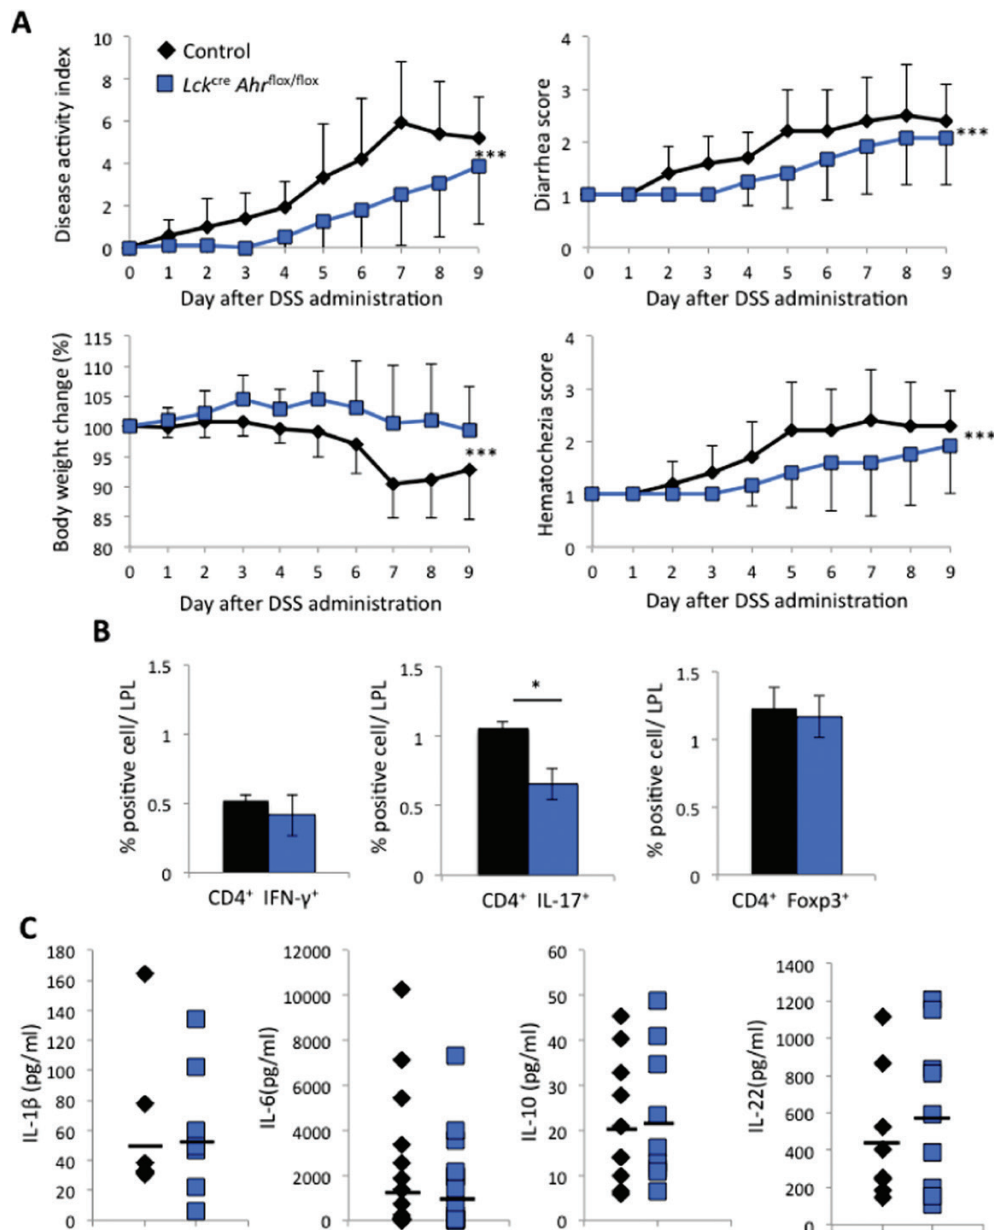 A
Disease activity index
10
8
6
4
2
0
Control
Lckcre Ahrflox/flox
***
0 1 2 3 4 5 6 7 8 9
Day after DSS administration
Diarrhea score
4
3
2
1
0
***
0 1 2 3 4 5 6 7 8 9
Day after DSS administration
Body weight change (%)
115
110
105
100
95
90
85
80
***
0 1 2 3 4 5 6 7 8 9
Day after DSS administration
Hematochezia score
4
3
2
1
0
***
0 1 2 3 4 5 6 7 8 9
Day after DSS administration
B
% positive cell/ LPL
1.5
1
0.5
0
CD4+ IFN-γ+
% positive cell/ LPL
1.5
1
0.5
0
*
CD4+ IL-17+
% positive cell/ LPL
1.5
1
0.5
0
CD4+ Foxp3+
C
IL-1β (pg/ml)
180
160
140
120
100
80
60
40
20
0
IL-6(pg/ml)
12000
10000
8000
6000
4000
2000
0
IL-10 (pg/ml)
60
50
40
30
20
10
0
IL-22(pg/ml)
1400
1200
1000
800
600
400
200
0